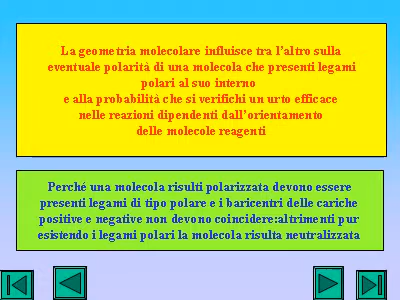 La geometria molecolare influisce tra l'altro sulla
eventuale polarità di una molecola che presenti legami
polari al suo interno
e alla probabilità che si verifichi un urto efficace
nelle reazioni dipendenti dall'orientamento
delle molecole reagenti
Perché una molecola risulti polarizzata devono essere
presenti legami di tipo polare e i baricentri delle cariche
positive e negative non devono coincidere:altrimenti pur
esistendo i legami polari la molecola risulta neutralizzata